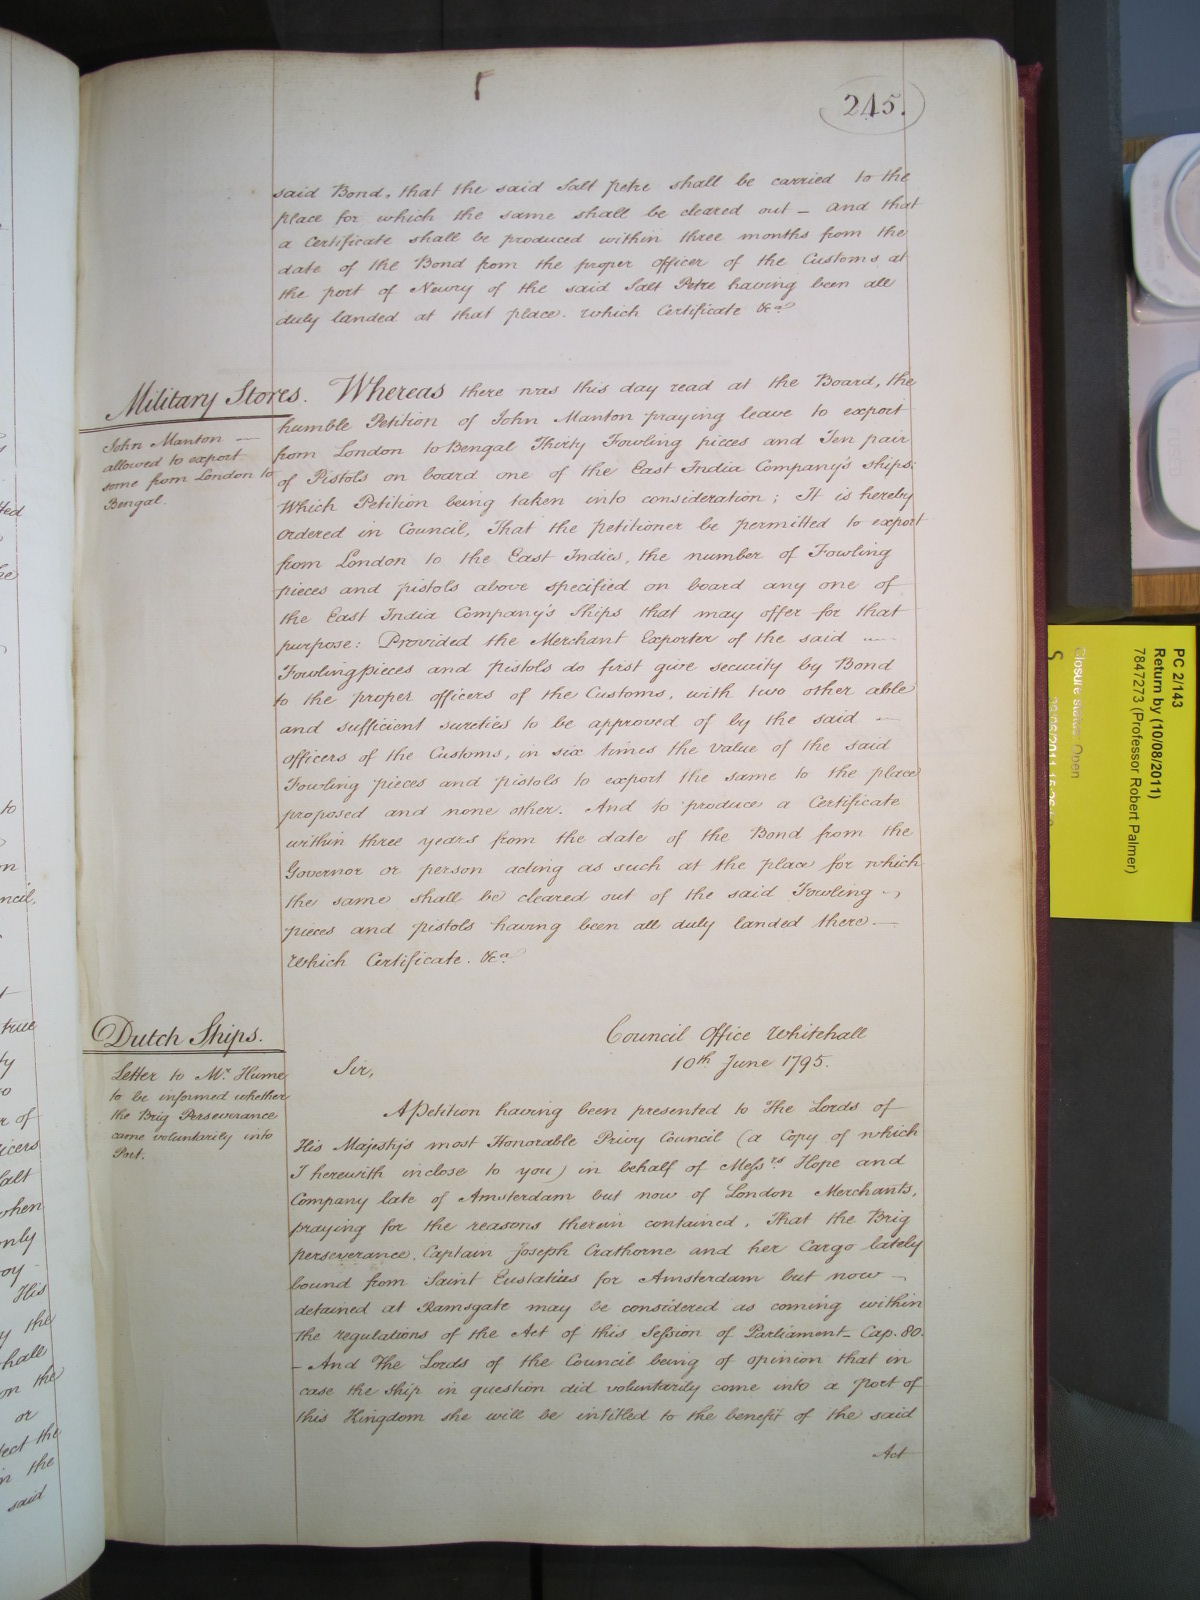 245.
said Bond, that the said Salt petre shall be carried to the
place for which the same shall be cleared out – and that
a Certificate shall be produced within three months from the
date of the Bond from the proper officer of the Customs at
the port of Newry of the said Salt Petre having been all
duly landed at that place. Which Certificate &ca
Military Stores.
John Manton —
allowed to export
some from London to
Bengal.
Whereas there was this day read at the Board, the
humble Petition of John Manton praying leave to export
from London to Bengal Thirty Fowling pieces and Ten pair
of Pistols on board one of the East India Company's ships:
Which Petition being taken into consideration; It is hereby
ordered in Council, That the petitioner be permitted to export
from London to the East Indies, the number of Fowling
pieces and pistols above specified on board any one of
the East India Company's Ships that may offer for that
purpose: Provided the Merchant Exporter of the said —
Fowling pieces and pistols do first give security by Bond
to the proper officers of the Customs, with two other able
and sufficient sureties to be approved of by the said —
officers of the Customs, in six times the value of the said
Fowling pieces and pistols to export the same to the place
proposed and none other. And to produce a Certificate
within three years from the date of the Bond from the
Governor or person acting as such at the place for which
the same shall be cleared out of the said Fowling -,
pieces and pistols having been all duly landed there. —
Which Certificate. &ca
Dutch Ships.
Letter to Mr. Hume
to be informed whether
the Brig Perseverance
came voluntarily into
Port.
Council Office Whitehall
10th June 1795.
Sir,
A Petition having been presented to The Lords of
His Majesty's most Honorable Privy Council (a Copy of which
I herewith inclose to you) in behalf of Messrs Hope and
Company late of Amsterdam but now of London Merchants,
praying for the reasons therein contained, That the Brig
perseverance, Captain Joseph Crathorne and her Cargo lately
bound from Saint Eustatius for Amsterdam but now —
detained at Ramsgate may be considered as coming within
the regulations of the Act of this Session of Parliament – Cap. 80.
– And The Lords of the Council being of opinion that in
case the ship in question did voluntarily come into a Port of
this Kingdom she will be intitled to the benefit of the said
Act
PC 2/143
Return by (10/08/2011)
7847273 (Professor Robert Palmer)
Closure status: Open
S